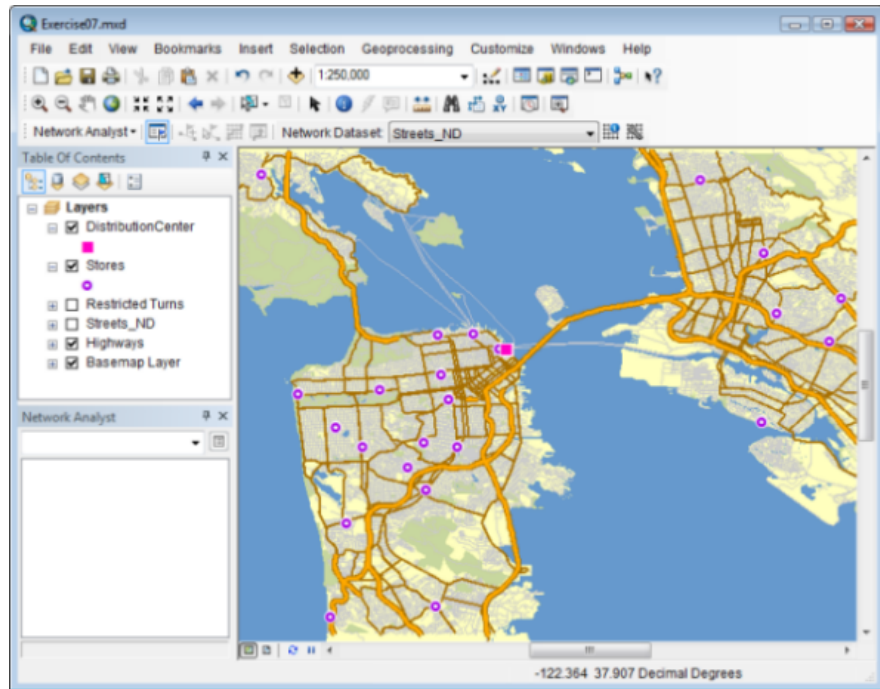 Exercise07.mxd
File Edit View Bookmarks Insert Selection Geoprocessing Customize Windows Help
1:250,000
Network Analyst Network Dataset: Streets_ND
Table Of Contents
Layers
DistributionCenter
Stores
Restricted Turns
Streets_ND
Highways
Basemap Layer
Network Analyst
-122.364 37.907 Decimal Degrees